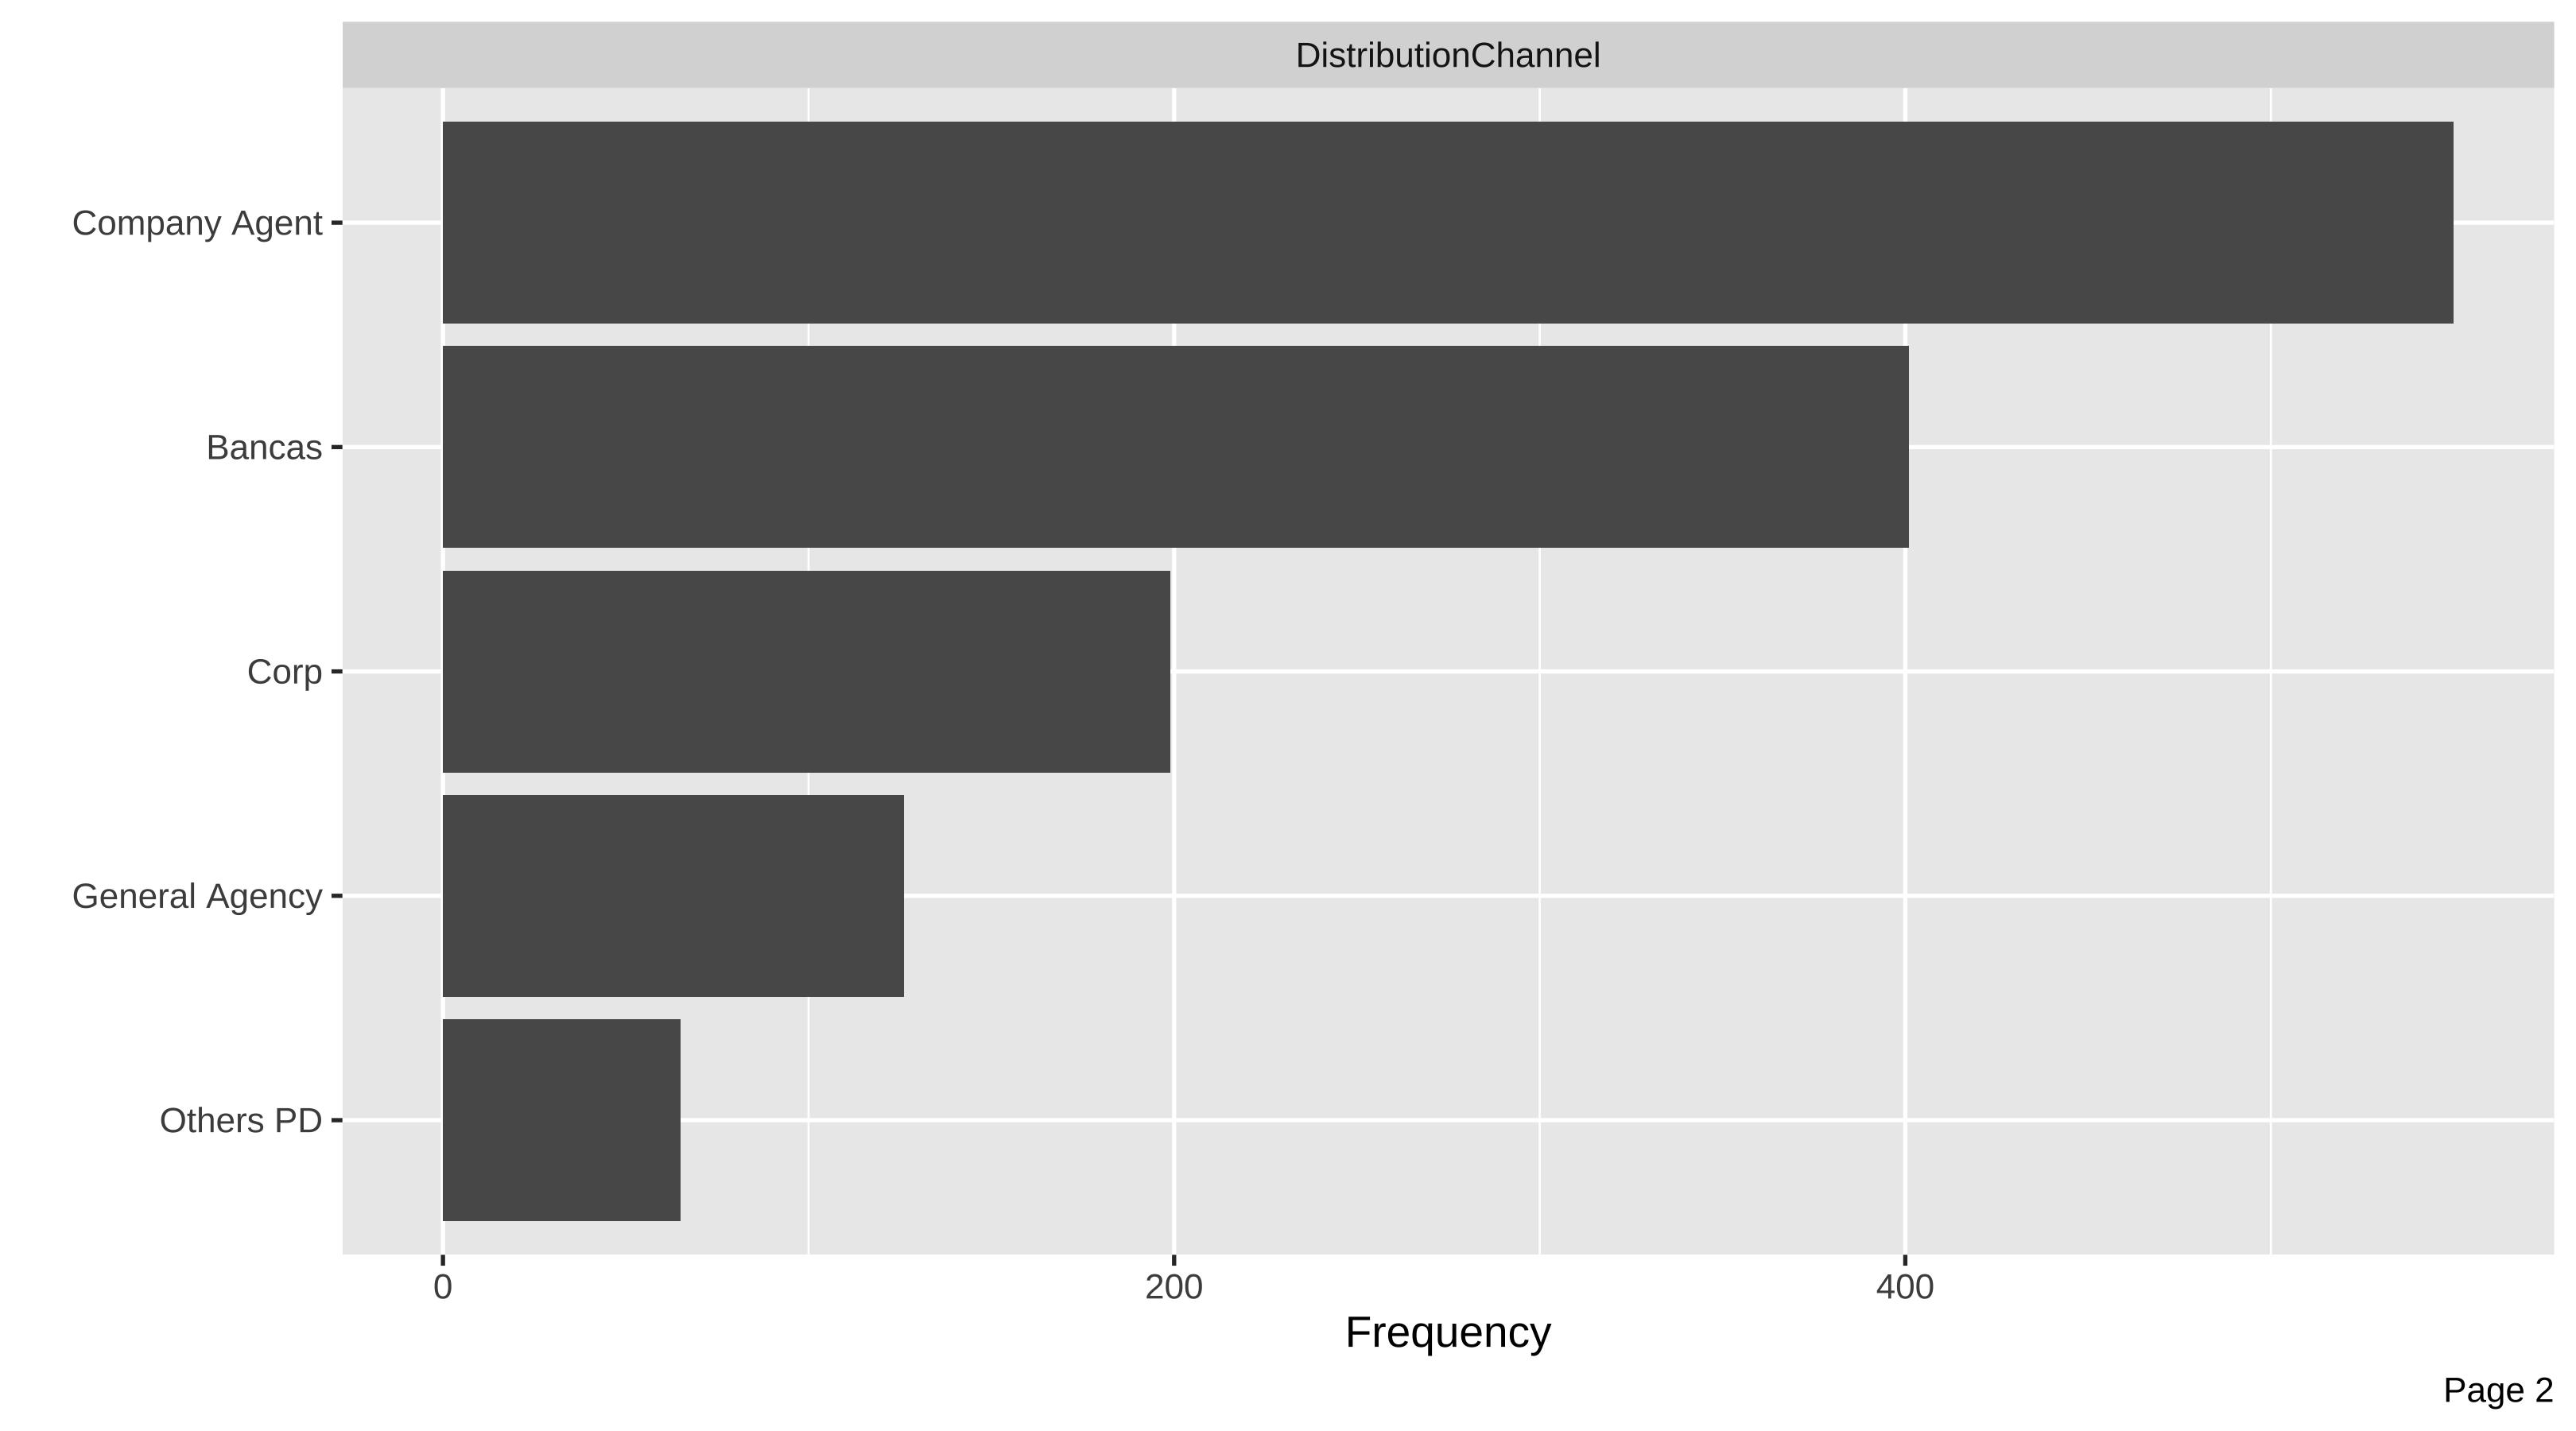 DistributionChannel
Company Agent
Bancas
Corp
General Agency
Others PD
0 200 400
Frequency
Page 2